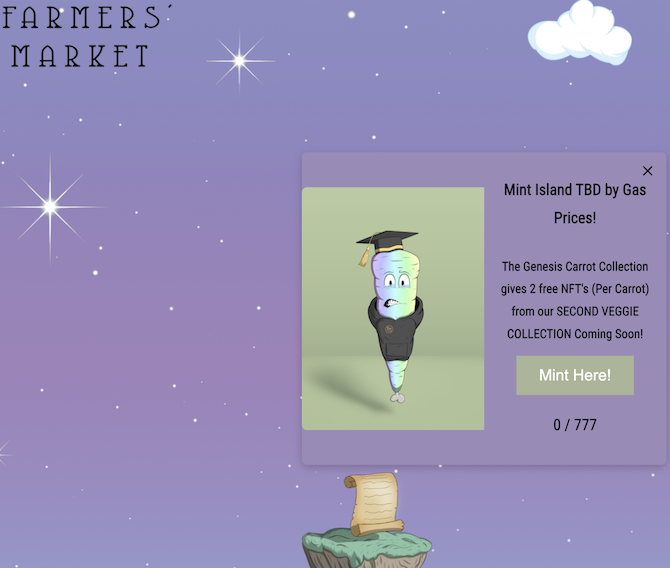 FARMERS´
MARKET
Mint Island TBD by Gas
Prices!
The Genesis Carrot Collection
gives 2 free NFT's (Per Carrot)
from our SECOND VEGGIE
COLLECTION Coming Soon!
Mint Here!
0 / 777